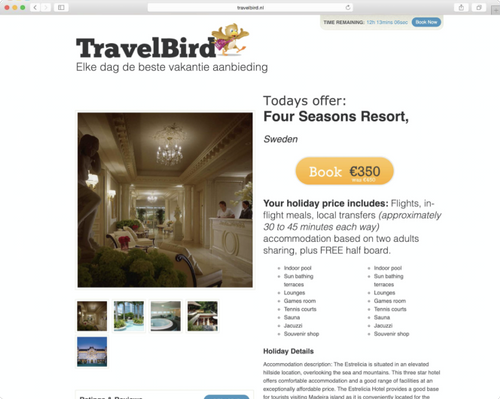 travelbird.nl
TIME REMAINING: 12h 13mns
Book Now
TravelBird
Elke dag de beste vakantie aanbieding
Todays offer:
Four Seasons Resort,
Sweden
Book €350
Your holiday price includes: Flights, in-
flight meals, local transfers (approximately
30 to 45 minutes each way)
accommodation based on two adults
sharing, plus FREE half board.
Indoor pool
Sun bathing
terraces
Lounges
Games room
Tennis courts
Sauna
Jacuzzi
Souvenir shop
Indoor pool
Sun bathing
terraces
Lounges
Games room
Tennis courts
Sauna
Jacuzzi
Souvenir shop
Holiday Details
Accommodation description: The Estrelicia is situated in an elevated
hillside location, overlooking the sea and mountains. This three star hotel
offers comfortable accommodation and a good range of facilities at an
exceptionally affordable price. The Estrelicia Hotel provides a good base
for tourists visiting Madeira island as it is conveniently located for the